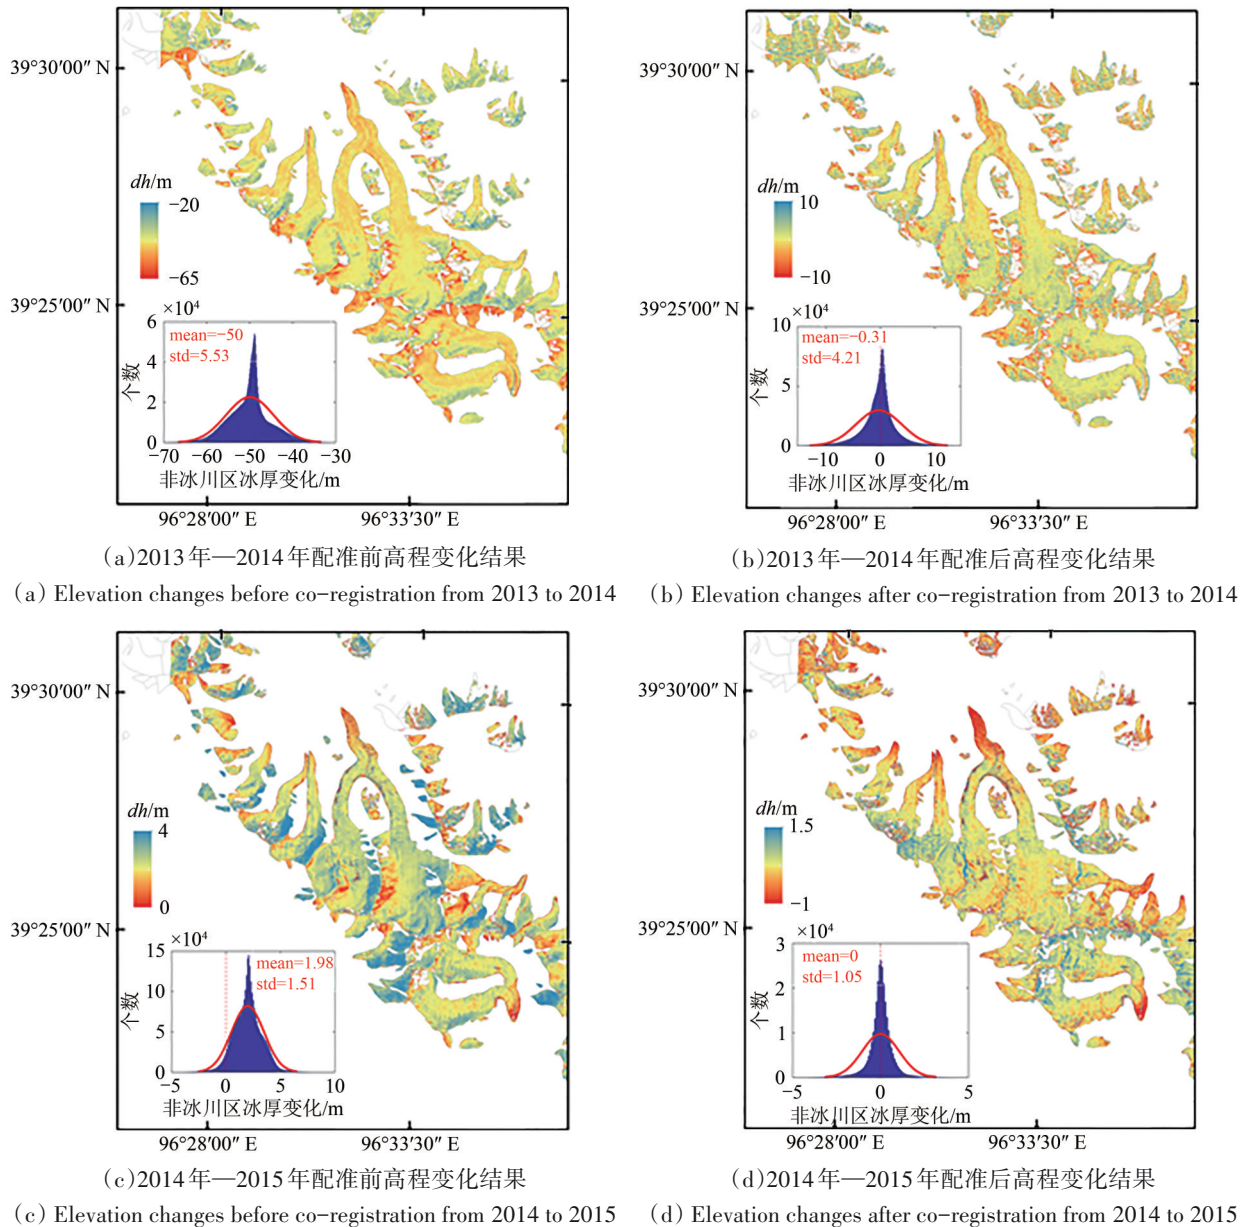 39°30′00″ N
dh/m
−20
−65
39°25′00″ N
×10⁴
6
4
2
0
个数
mean=−50
std=5.53
−70 −60 −50 −40 −30
非冰川区冰厚变化/m
96°28′00″ E 96°33′30″ E
(a)2013年—2014年配准前高程变化结果
(a) Elevation changes before co−registration from 2013 to 2014
39°30′00″ N
dh/m
10
−10
39°25′00″ N
×10⁴
10
5
0
个数
mean=−0.31
std=4.21
−10 0 10
非冰川区冰厚变化/m
96°28′00″ E 96°33′30″ E
(b)2013年—2014年配准后高程变化结果
(b) Elevation changes after co−registration from 2013 to 2014
39°30′00″ N
dh/m
4
0
39°25′00″ N
×10⁴
15
10
5
0
个数
mean=1.98
std=1.51
−5 0 5 10
非冰川区冰厚变化/m
96°28′00″ E 96°33′30″ E
(c)2014年—2015年配准前高程变化结果
(c) Elevation changes before co−registration from 2014 to 2015
39°30′00″ N
dh/m
1.5
−1
39°25′00″ N
×10⁴
3
2
1
0
个数
mean=0
std=1.05
−5 0 5
非冰川区冰厚变化/m
96°28′00″ E 96°33′30″ E
(d)2014年—2015年配准后高程变化结果
(d) Elevation changes after co−registration from 2014 to 2015